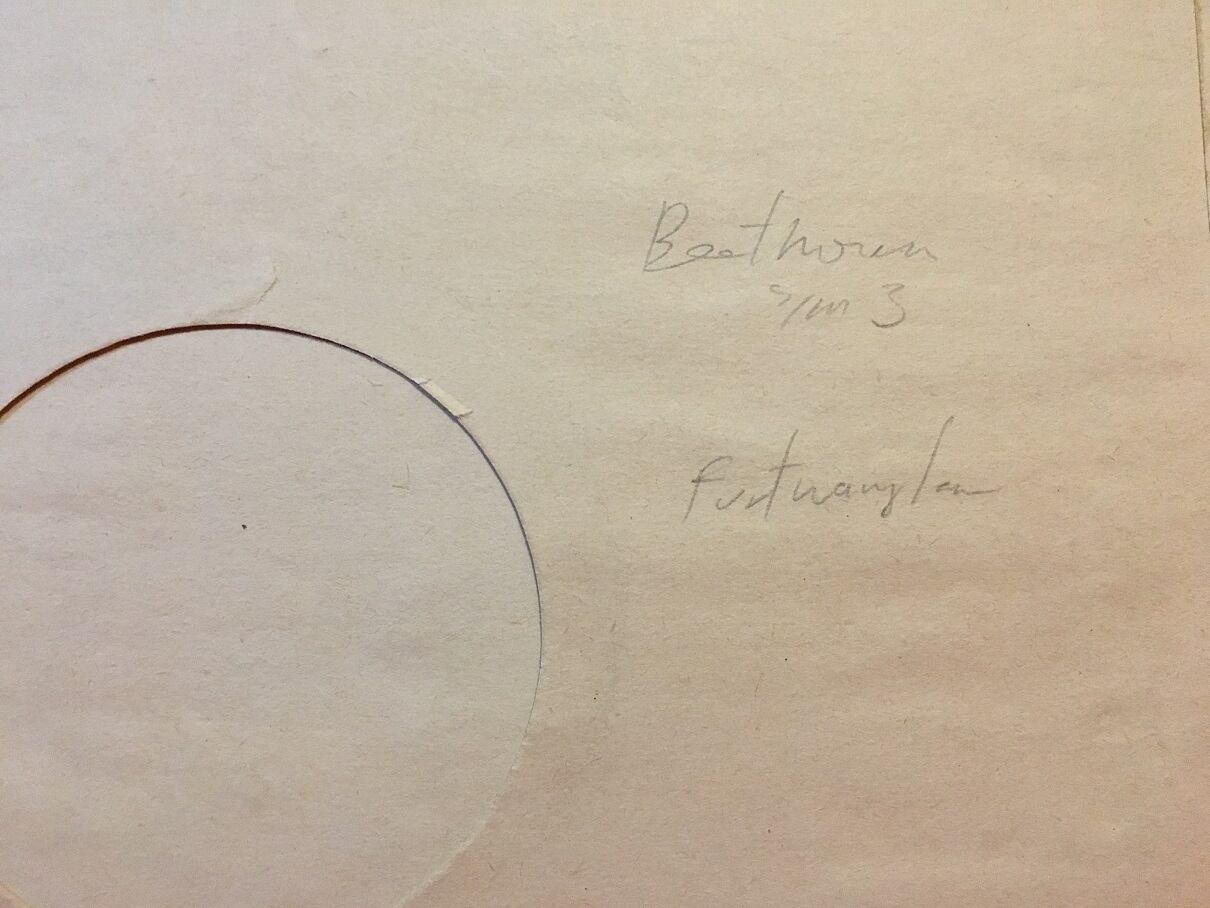 Beethoven
sym 3
Furtwangler